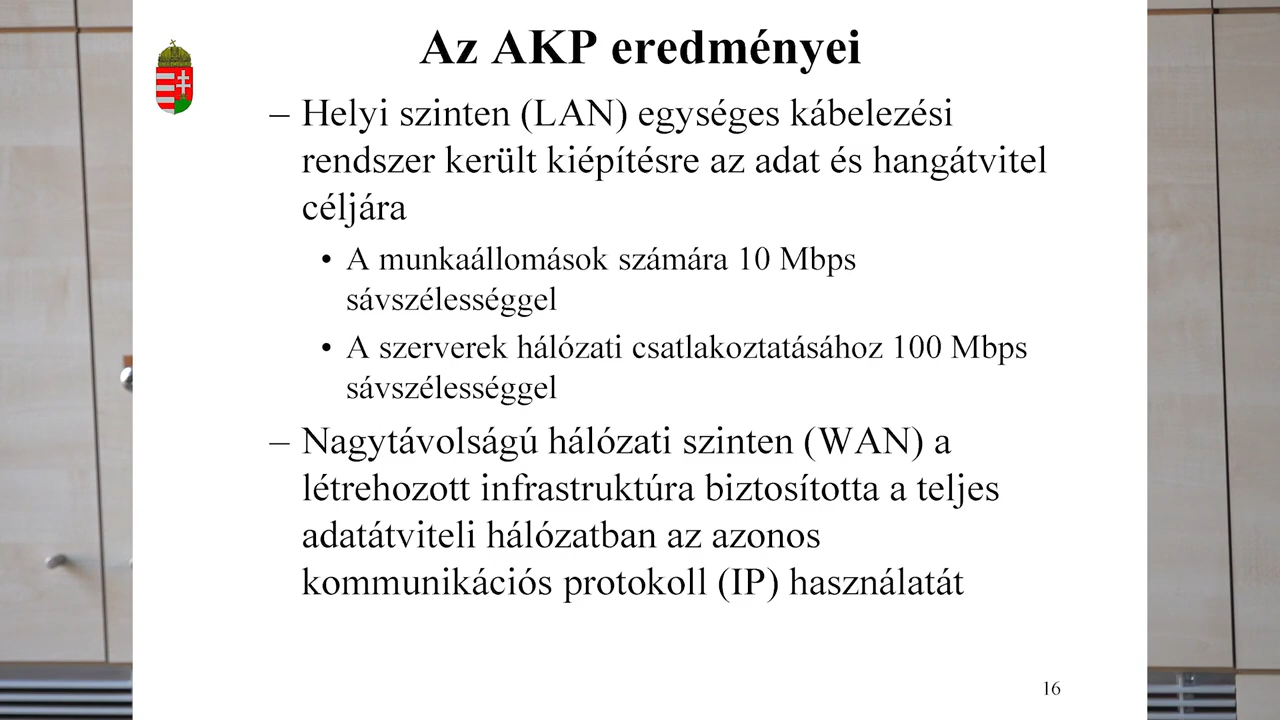 Az AKP eredményei
– Helyi szinten (LAN) egységes kábelezési
rendszer került kiépítésre az adat és hangátvitel
céljára
• A munkaállomások számára 10 Mbps
sávszélességgel
• A szerverek hálózati csatlakoztatásához 100 Mbps
sávszélességgel
– Nagytávolságú hálózati szinten (WAN) a
létrehozott infrastruktúra biztosította a teljes
adatátviteli hálózatban az azonos
kommunikációs protokoll (IP) használatát
16